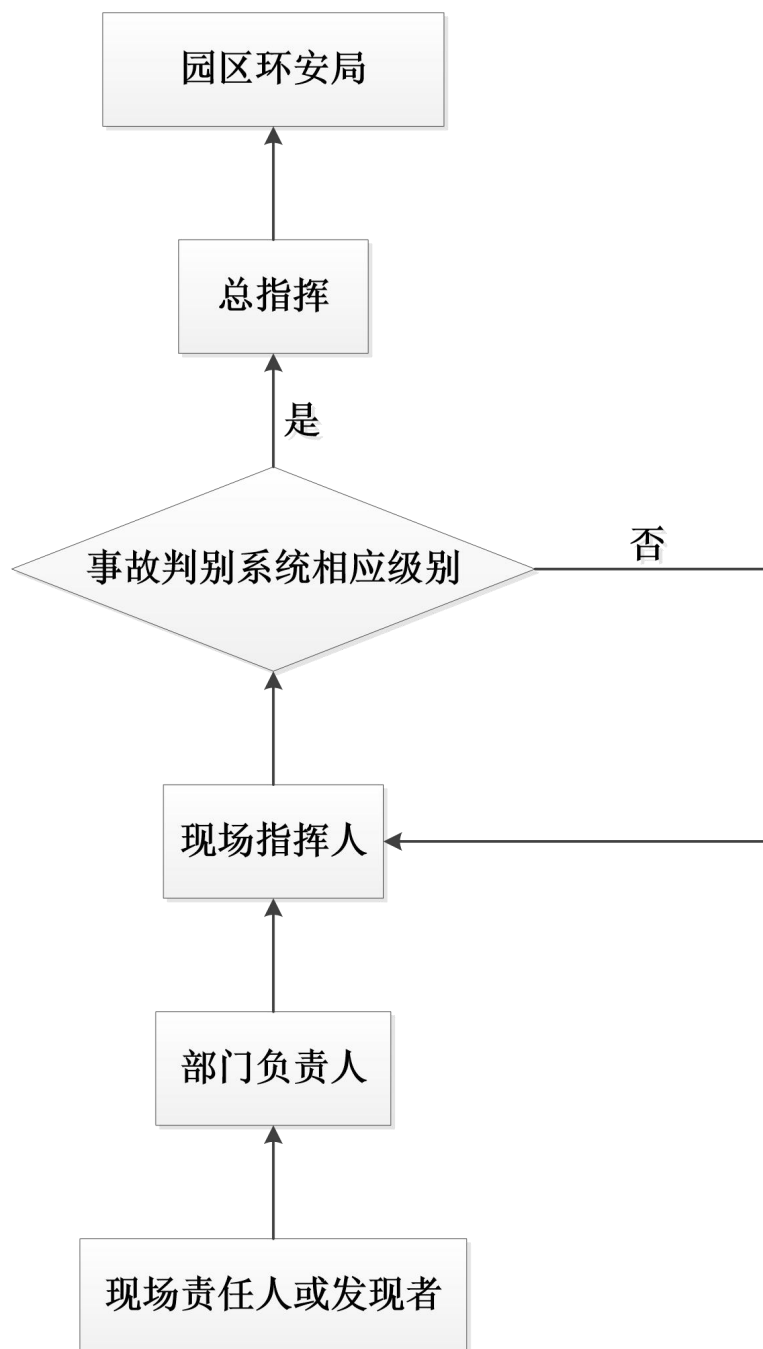 园区环安局
总指挥
是
事故判别系统相应级别
否
现场指挥人
部门负责人
现场责任人或发现者